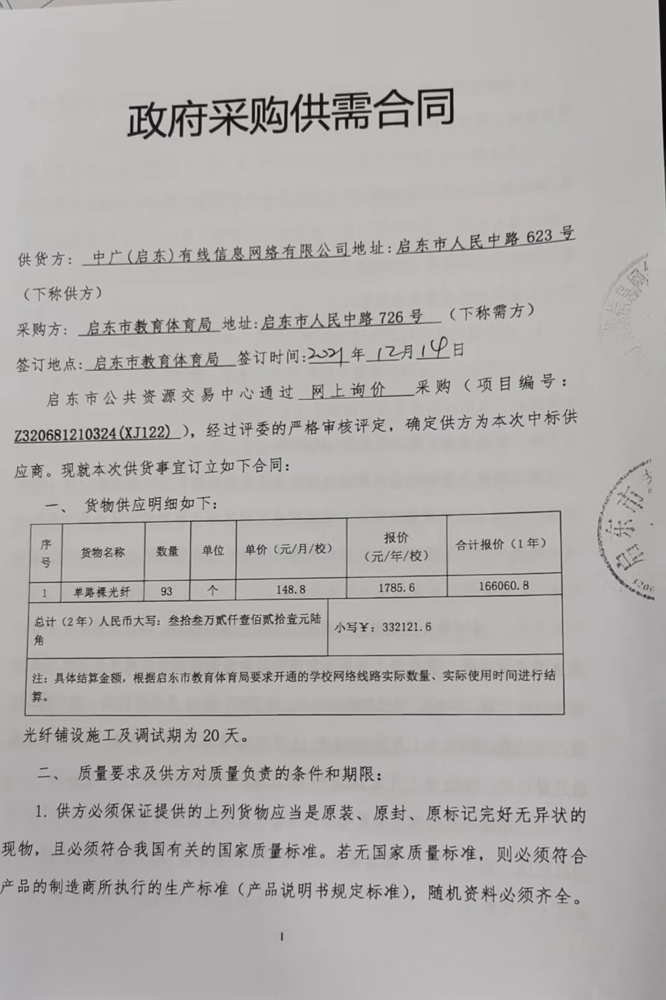 政府采购供需合同
供货方： 中广(启东)有线信息网络有限公司地址:启东市人民中路 623 号
（下称供方）
采购方： 启东市教育体育局 地址:启东市人民中路 726 号 （下称需方）
签订地点: 启东市教育体育局 签订时间:2021年 12月14日
启东市公共资源交易中心通过 网上询价 采购（项目编号：
Z320681210324(XJ122) ），经过评委的严格审核评定，确定供方为本次中标供
应商。现就本次供货事宜订立如下合同：
一、 货物供应明细如下：
序号 货物名称 数量 单位 单价（元/月/校） 报价（元/年/校） 合计报价（1 年）
1 单路裸光纤 93 个 148.8 1785.6 166060.8
总计（2 年）人民币大写：叁拾叁万贰仟壹佰贰拾壹元陆
角
小写￥：332121.6
注：具体结算金额，根据启东市教育体育局要求开通的学校网络线路实际数量、实际使用时间进行结
算。
光纤铺设施工及调试期为 20 天。
二、 质量要求及供方对质量负责的条件和期限：
1. 供方必须保证提供的上列货物应当是原装、原封、原标记完好无异状的
现物，且必须符合我国有关的国家质量标准。若无国家质量标准，则必须符合
产品的制造商所执行的生产标准（产品说明书规定标准），随机资料必须齐全。
1
信息网
启东市
3206